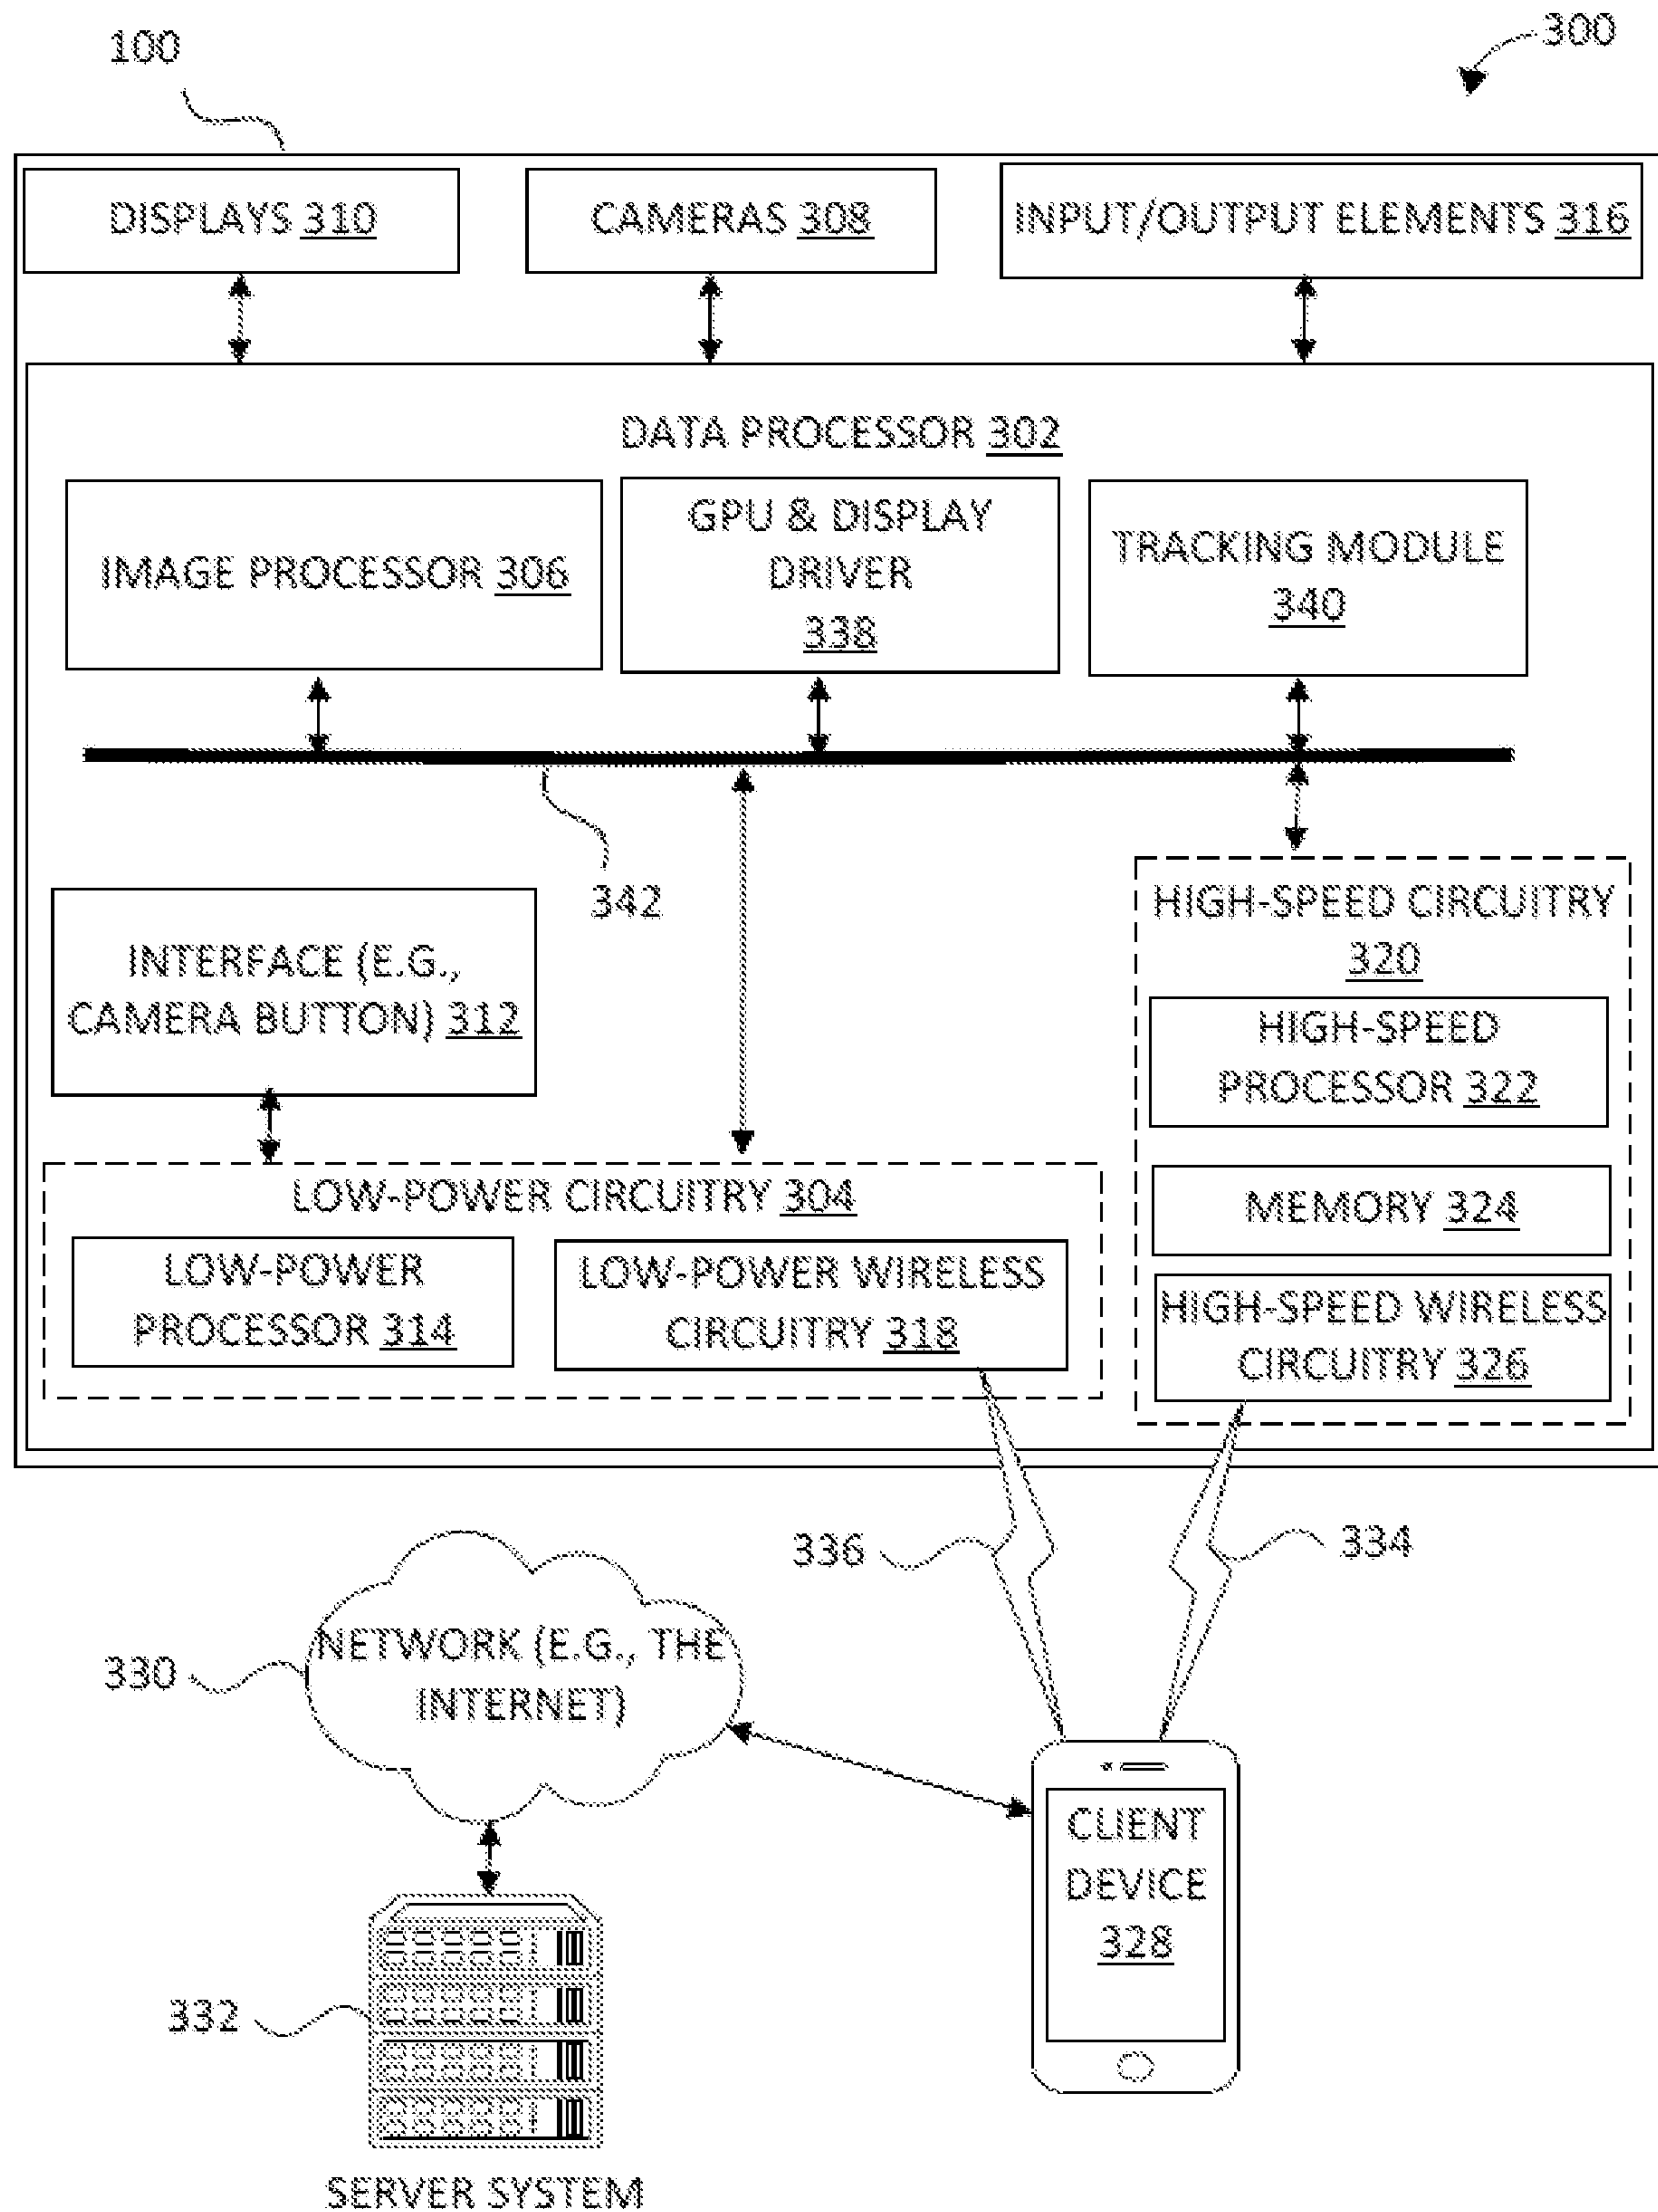 100
300
DISPLAYS 310
CAMERAS 308
INPUT/OUTPUT ELEMENTS 316
DATA PROCESSOR 302
IMAGE PROCESSOR 306
GPU & DISPLAY
DRIVER
338
TRACKING MODULE
340
342
INTERFACE (E.G.,
CAMERA BUTTON) 312
HIGH-SPEED CIRCUITRY
320
HIGH-SPEED
PROCESSOR 322
MEMORY 324
HIGH-SPEED WIRELESS
CIRCUITRY 326
LOW-POWER CIRCUITRY 304
LOW-POWER
PROCESSOR 314
LOW-POWER WIRELESS
CIRCUITRY 318
336
334
330
NETWORK (E.G., THE
INTERNET)
CLIENT
DEVICE
328
332
SERVER SYSTEM